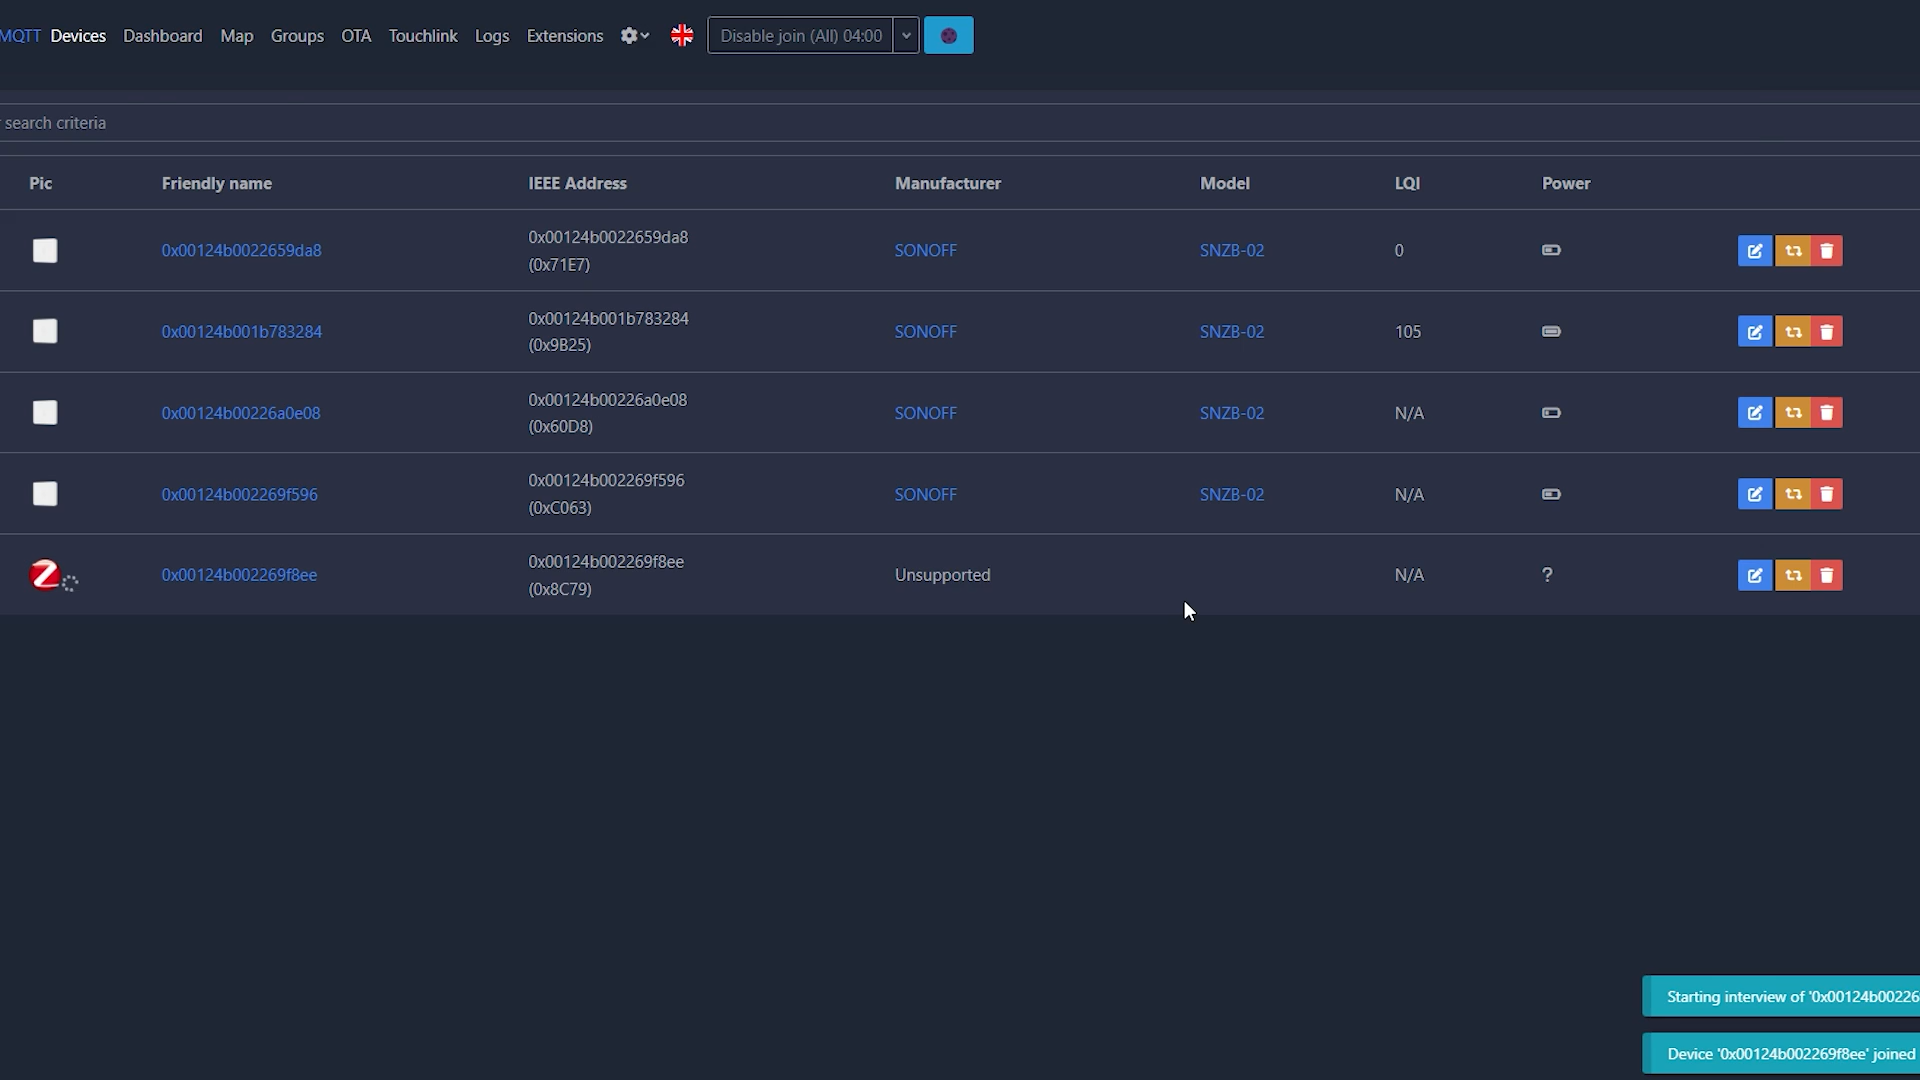 MQTT Devices Dashboard Map Groups OTA Touchlink Logs Extensions Disable join (All) 04:00
search criteria
Pic Friendly name IEEE Address Manufacturer Model LQI Power
0x00124b0022659da8 0x00124b0022659da8 SONOFF SNZB-02 0
(0x71E7)
0x00124b001b783284 0x00124b001b783284 SONOFF SNZB-02 105
(0x9B25)
0x00124b00226a0e08 0x00124b00226a0e08 SONOFF SNZB-02 N/A
(0x60D8)
0x00124b002269f596 0x00124b002269f596 SONOFF SNZB-02 N/A
(0xC063)
0x00124b002269f8ee 0x00124b002269f8ee Unsupported N/A ?
(0x8C79)
Starting interview of '0x00124b00226
Device '0x00124b002269f8ee' joined